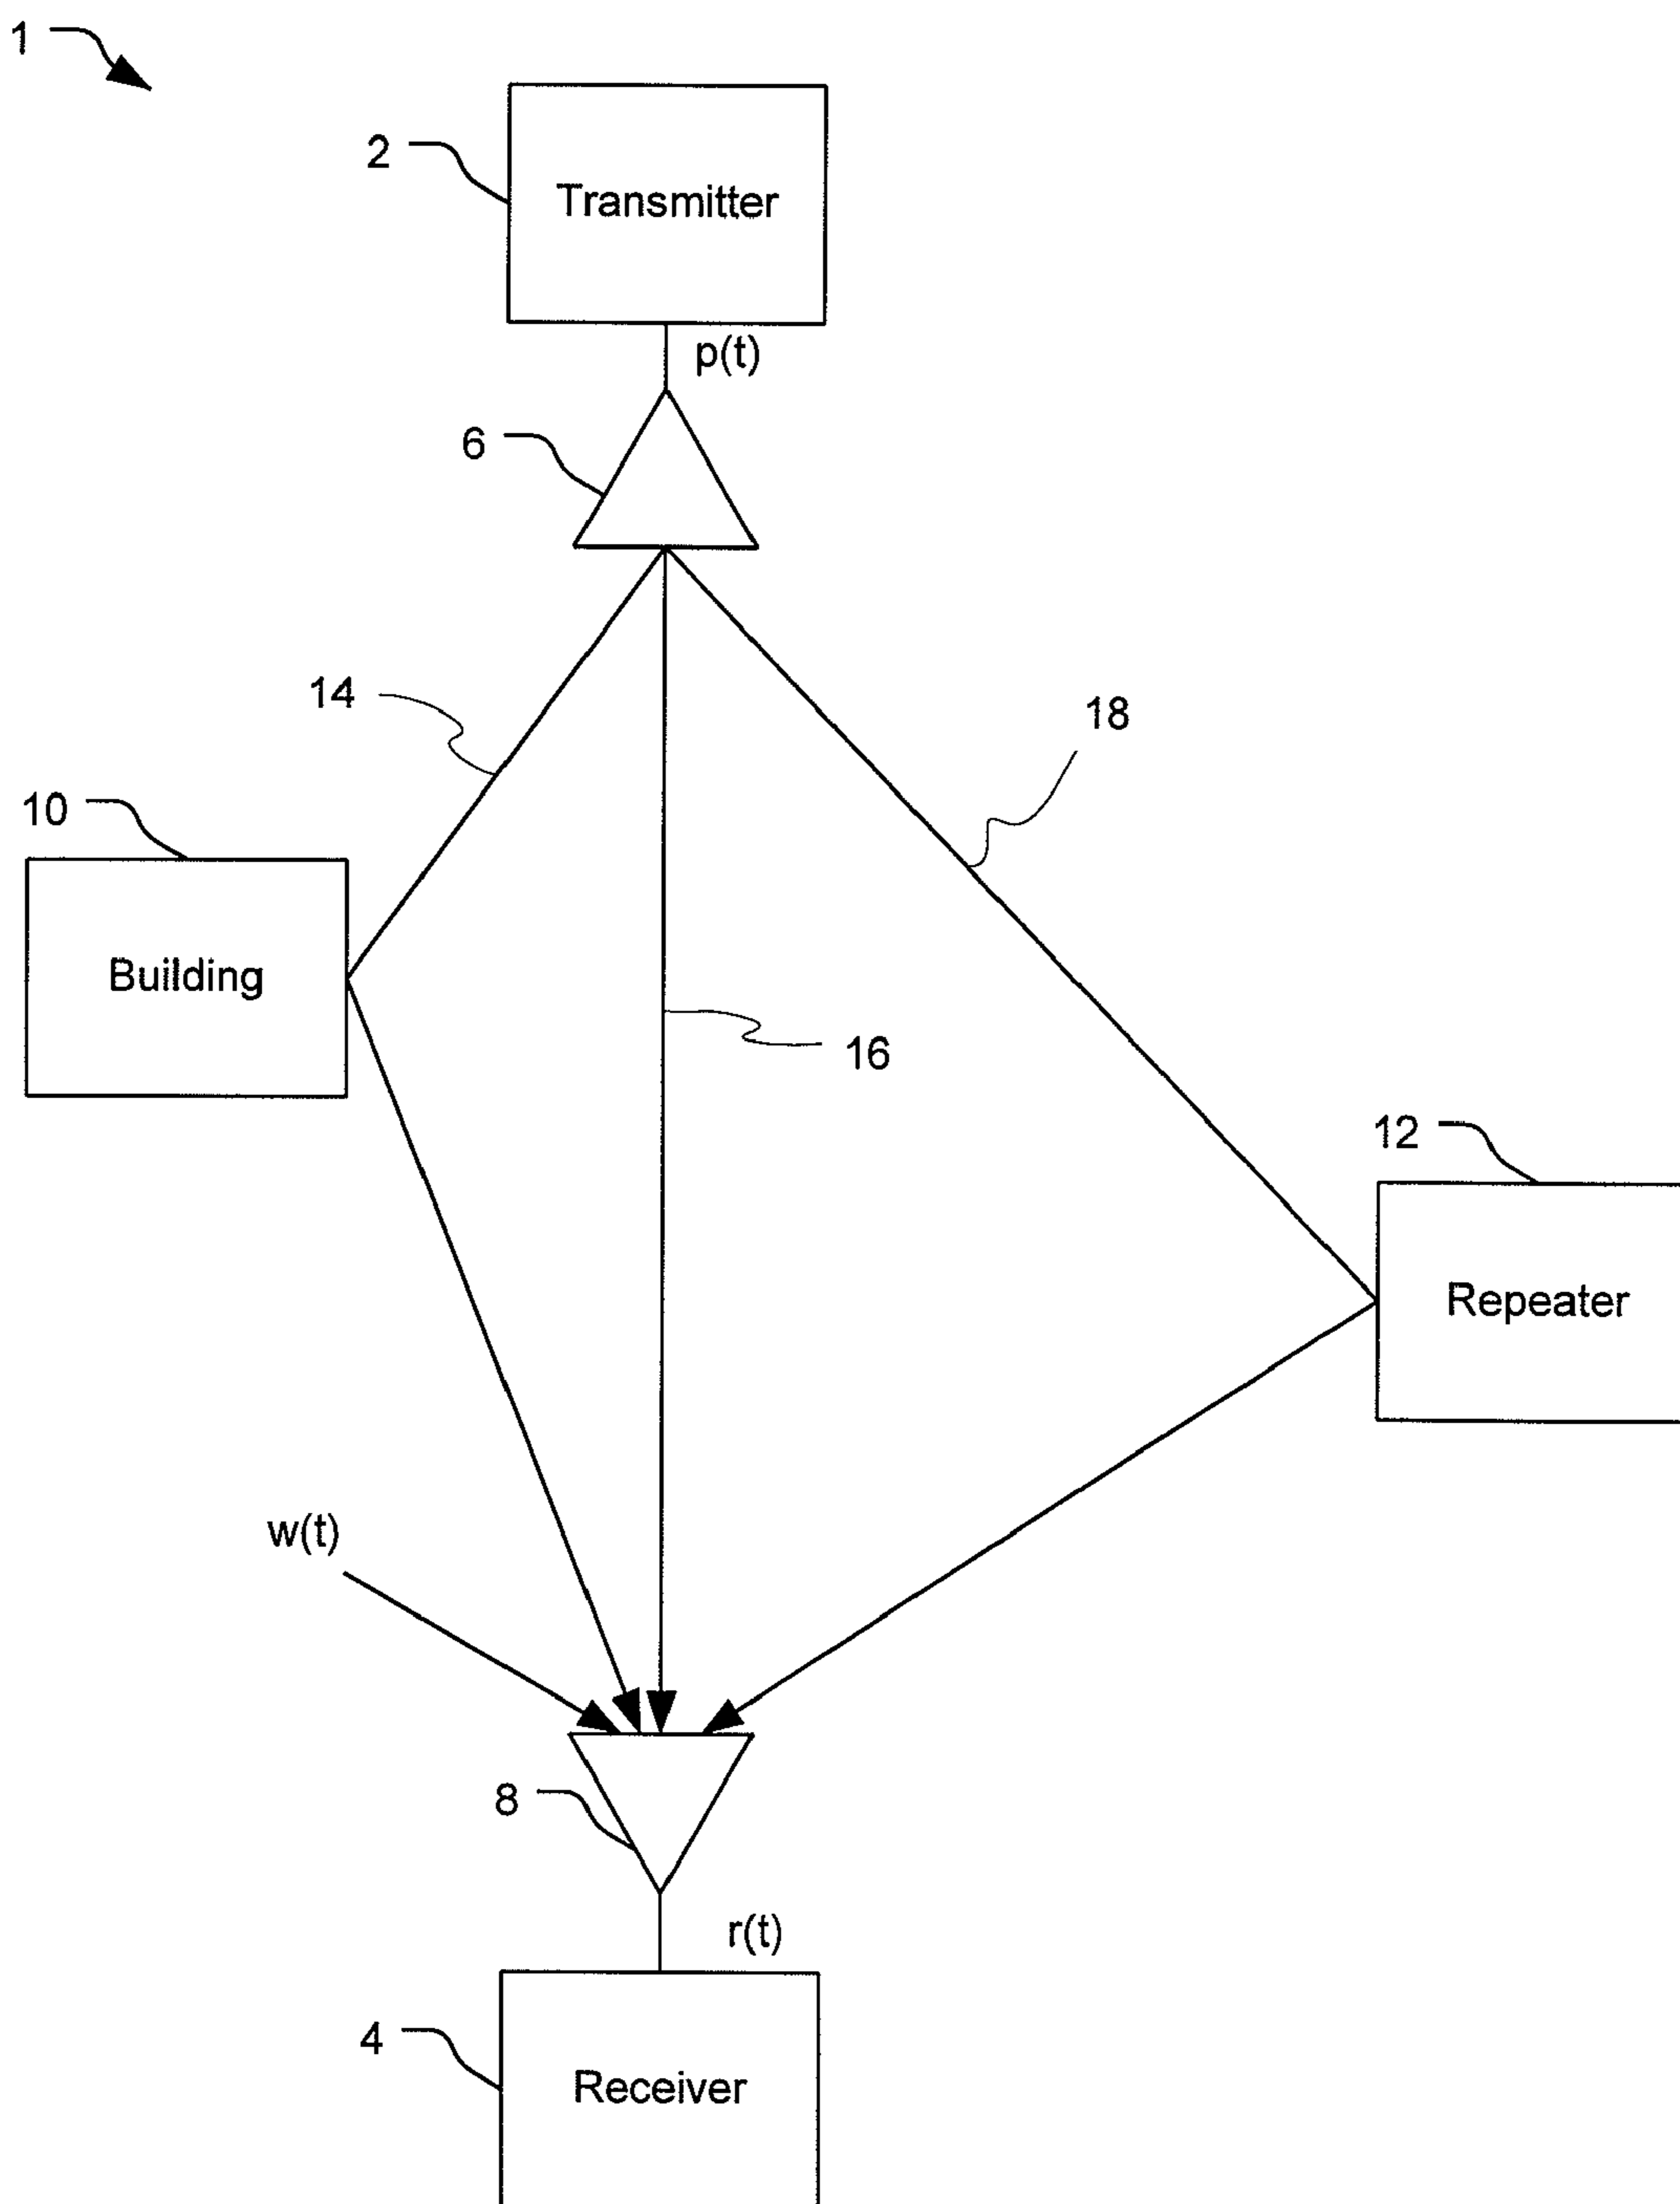 1
2
Transmitter
p(t)
6
14
18
10
Building
16
12
Repeater
w(t)
8
r(t)
4
Receiver